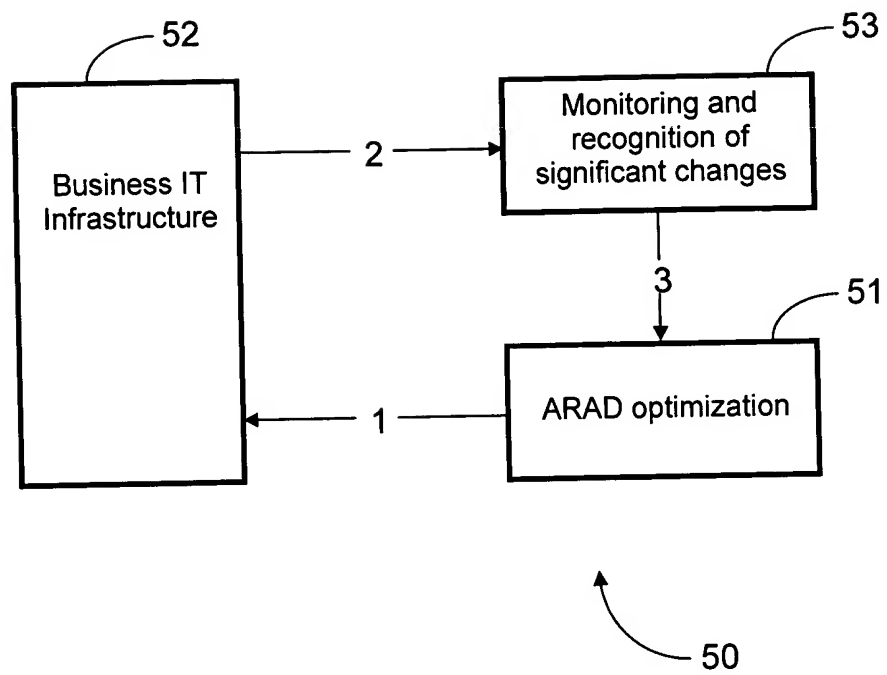 52
53
Monitoring and
recognition of
significant changes
2
Business IT
Infrastructure
3
51
ARAD optimization
1
50